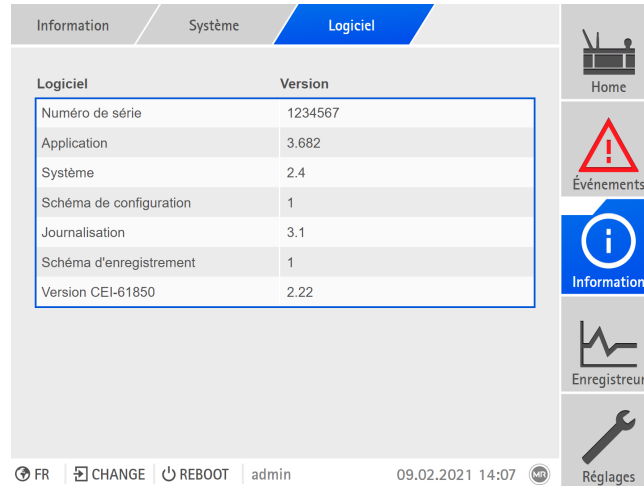 Information Système Logiciel
Logiciel Version
Numéro de série 1234567
Application 3.682
Système 2.4
Schéma de configuration 1
Journalisation 3.1
Schéma d'enregistrement 1
Version CEI-61850 2.22
Home
Événements
Information
Enregistreur
Réglages
FR CHANGE REBOOT admin 09.02.2021 14:07 MR